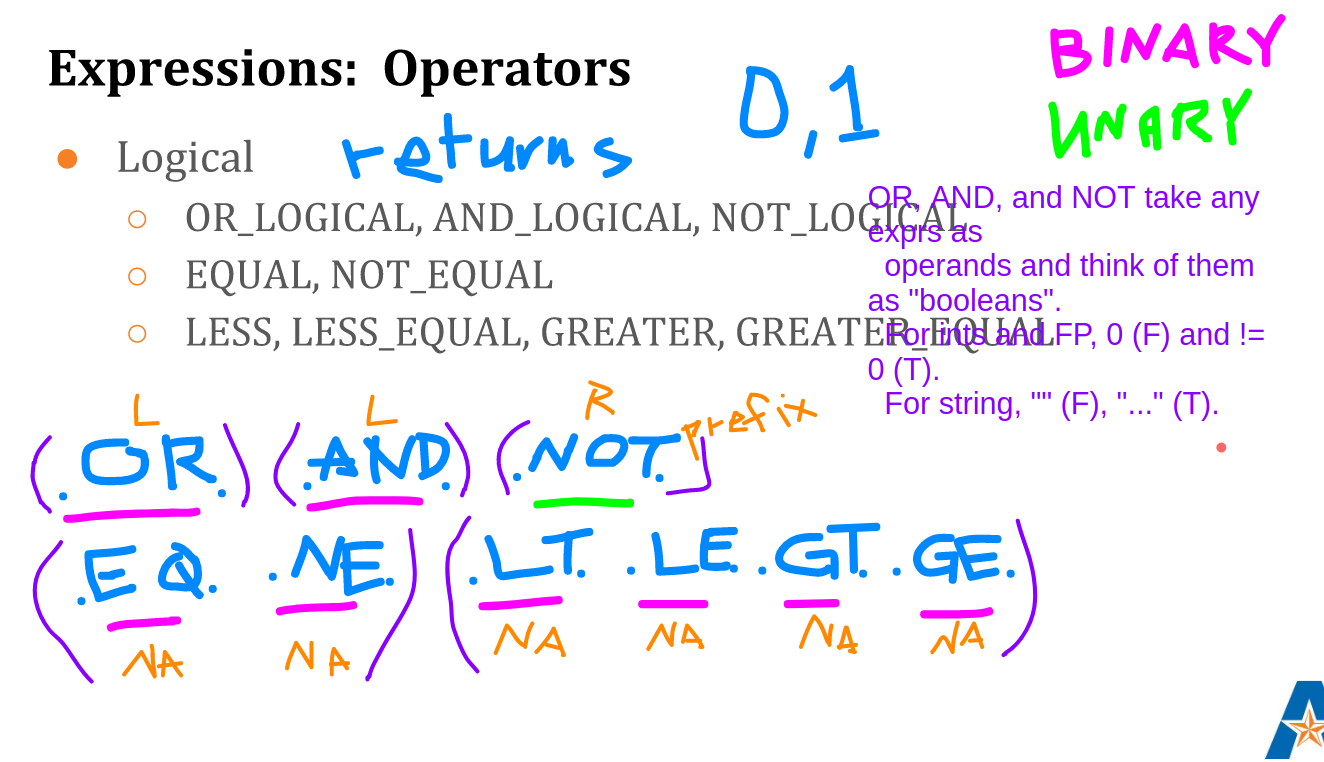 Expressions: Operators
0,1
BINARY
UNARY
Logical
returns
OR_LOGICAL, AND_LOGICAL, NOT_LOGICAL,
EQUAL, NOT_EQUAL
LESS, LESS_EQUAL, GREATER, GREATER_EQUAL
OR, AND, and NOT take any
exprs as
operands and think of them
as "booleans".
For ints and FP, 0 (F) and !=
0 (T).
For string, "" (F), "..." (T).
L L R prefix
(.OR.) (.AND.) (.NOT.)
(.EQ. .NE.) (.LT. .LE. .GT. .GE.)
NA NA NA NA NA NA